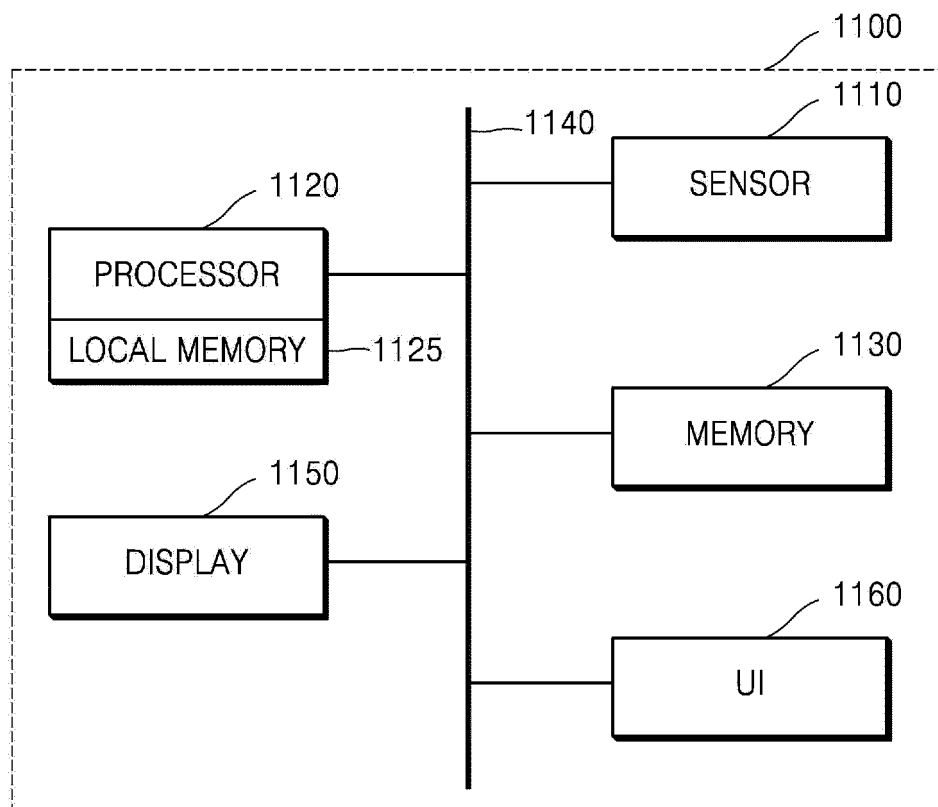 1100
1140
1110
SENSOR
1120
PROCESSOR
LOCAL MEMORY
1125
1130
MEMORY
1150
DISPLAY
1160
UI